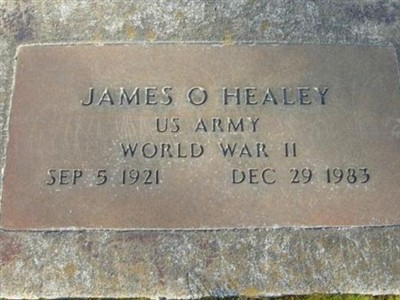 JAMES O HEALEY
US ARMY
WORLD WAR II
SEP 5 1921 DEC 29 1983